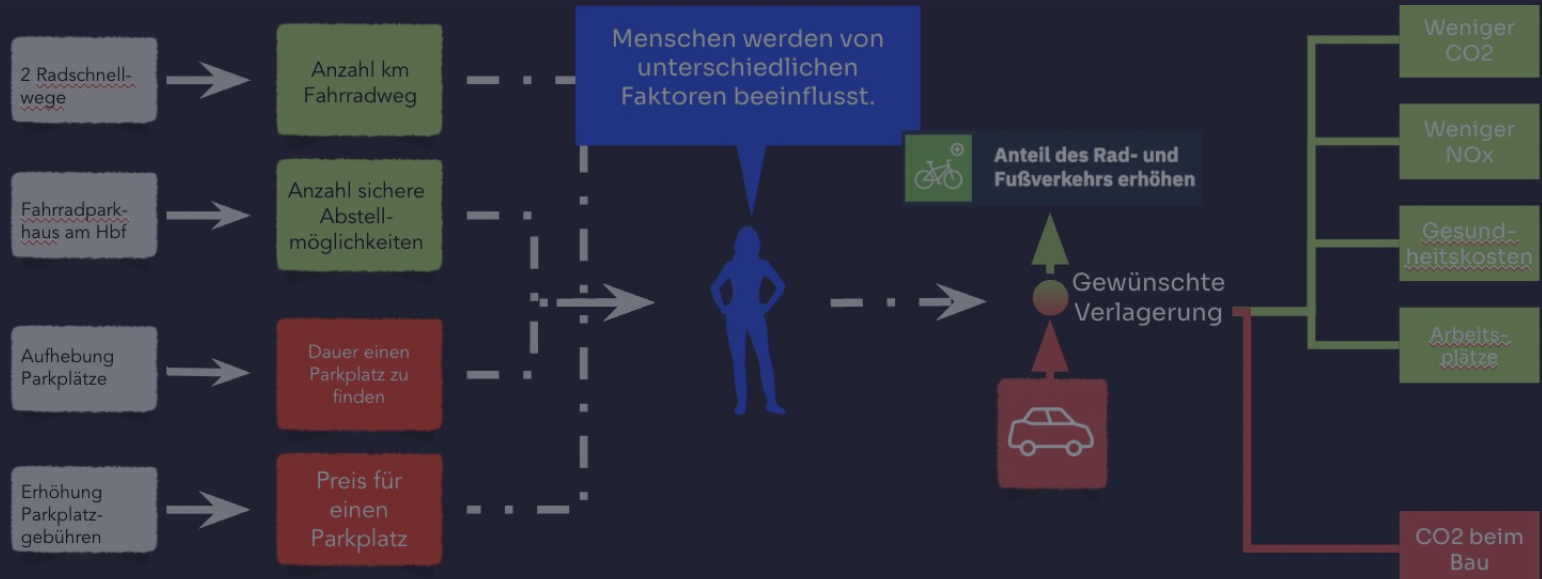 2 Radschnell-
wege
Anzahl km
Fahrradweg
Menschen werden von
unterschiedlichen
Faktoren beeinflusst.
Weniger
CO2
Weniger
NOx
Anteil des Rad- und
Fußverkehrs erhöhen
Fahrradpark-
haus am Hbf
Anzahl sichere
Abstell-
möglichkeiten
Gesund-
heitskosten
Gewünschte
Verlagerung
Arbeits-
plätze
Aufhebung
Parkplätze
Dauer einen
Parkplatz zu
finden
Erhöhung
Parkplatz-
gebühren
Preis für
einen
Parkplatz
CO2 beim
Bau